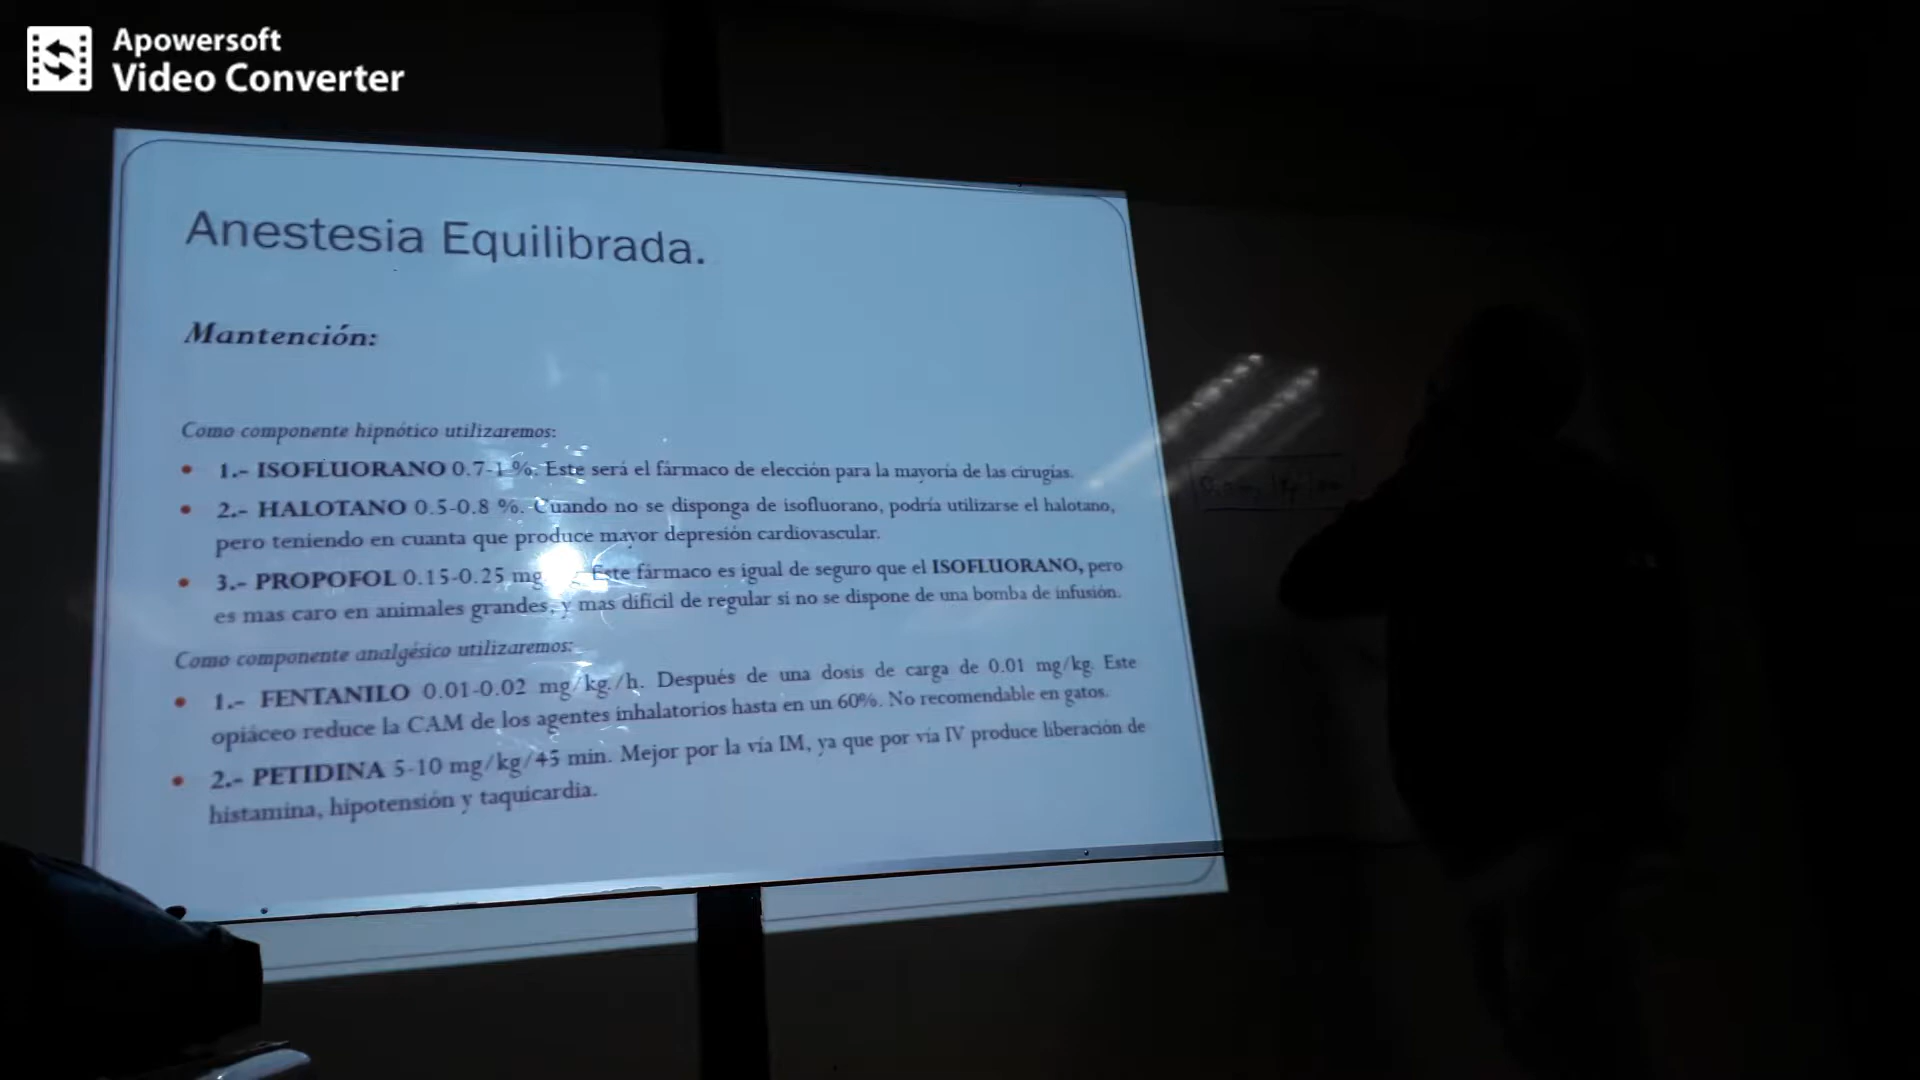 Apowersoft
Video Converter
Anestesia Equilibrada.
Mantención:
Como componente hipnótico utilizaremos:
1.- ISOFLUORANO 0.7-1 %. Este será el fármaco de elección para la mayoría de las cirugías.
2.- HALOTANO 0.5-0.8 %. Cuando no se disponga de isofluorano, podría utilizarse el halotano,
pero teniendo en cuanta que produce mayor depresión cardiovascular.
3.- PROPOFOL 0.15-0.25 mg Este fármaco es igual de seguro que el ISOFLUORANO, pero
es mas caro en animales grandes, y mas difícil de regular si no se dispone de una bomba de infusión.
Como componente analgésico utilizaremos:
1.- FENTANILO 0.01-0.02 mg/kg./h. Después de una dosis de carga de 0.01 mg/kg. Este
opiáceo reduce la CAM de los agentes inhalatorios hasta en un 60%. No recomendable en gatos.
2.- PETIDINA 5-10 mg/kg/45 min. Mejor por la vía IM, ya que por vía IV produce liberación de
histamina, hipotensión y taquicardia.